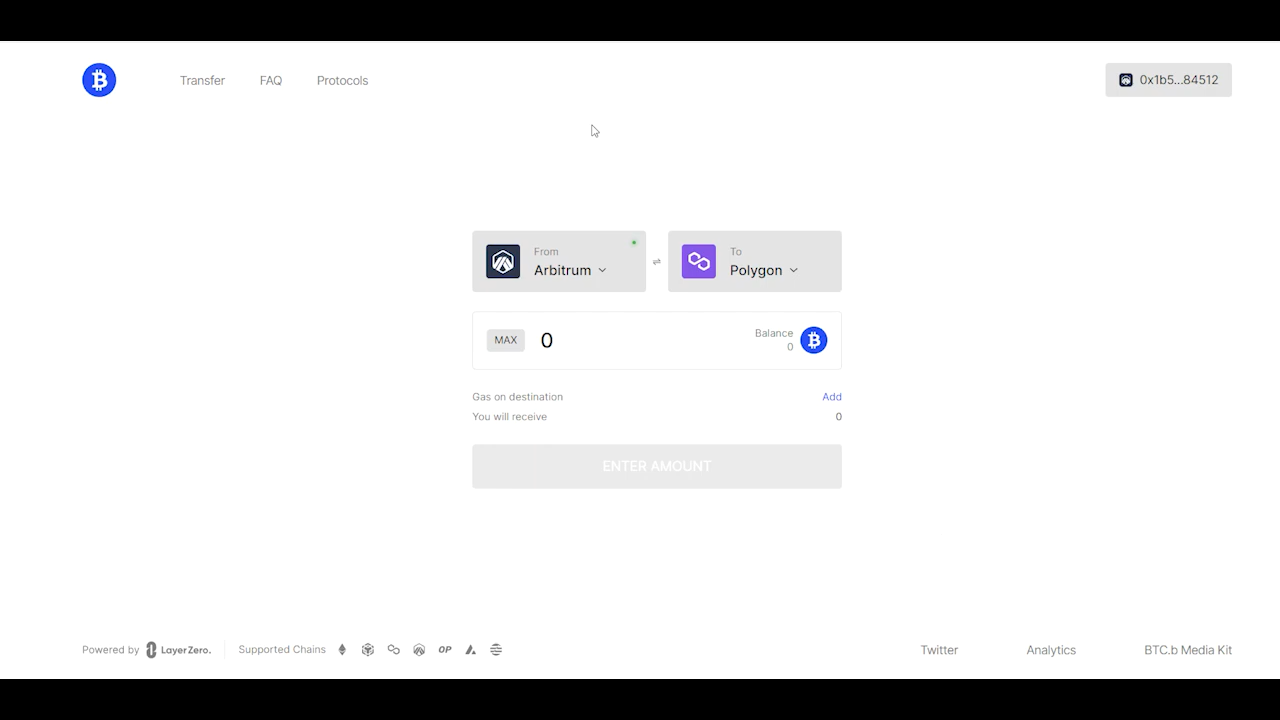 Transfer FAQ Protocols 0x1b5...84512
From
Arbitrum
To
Polygon
MAX 0 Balance
0
Gas on destination Add
You will receive 0
ENTER AMOUNT
Powered by LayerZero. Supported Chains OP Twitter Analytics BTC.b Media Kit